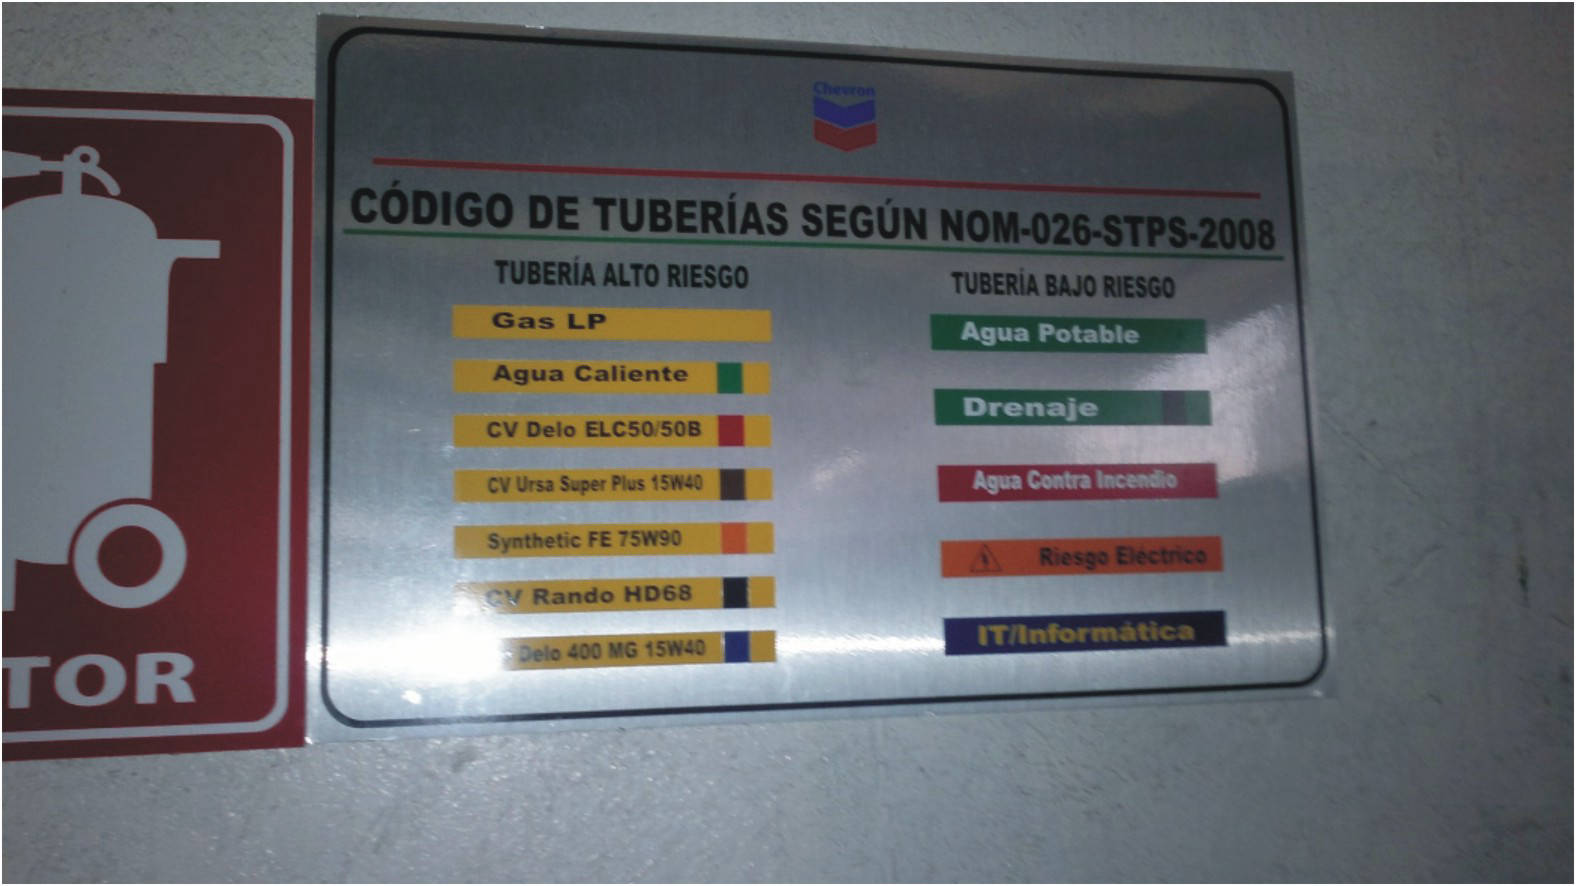 Chevron
CÓDIGO DE TUBERÍAS SEGÚN NOM-026-STPS-2008
TUBERÍA ALTO RIESGO
Gas LP
Agua Caliente
CV Delo ELC50/50B
CV Ursa Super Plus 15W40
Synthetic FE 75W90
CV Rando HD68
Delo 400 MG 15W40
TUBERÍA BAJO RIESGO
Agua Potable
Drenaje
Agua Contra Incendio
Riesgo Eléctrico
IT/Informática
TOR